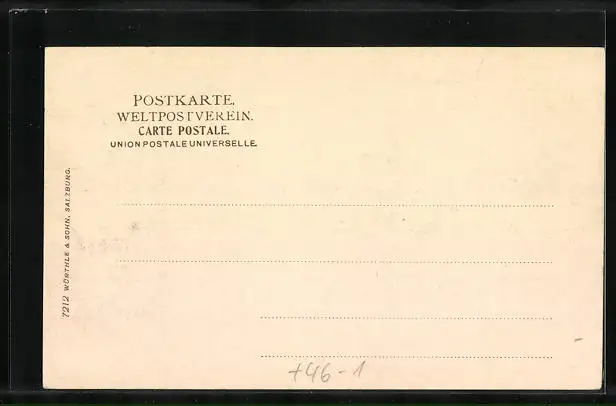 POSTKARTE.
WELTPOSTVEREIN.
CARTE POSTALE.
UNION POSTALE UNIVERSELLE.
7212 WÜRTHLE & SOHN, SALZBURG.
+46-1